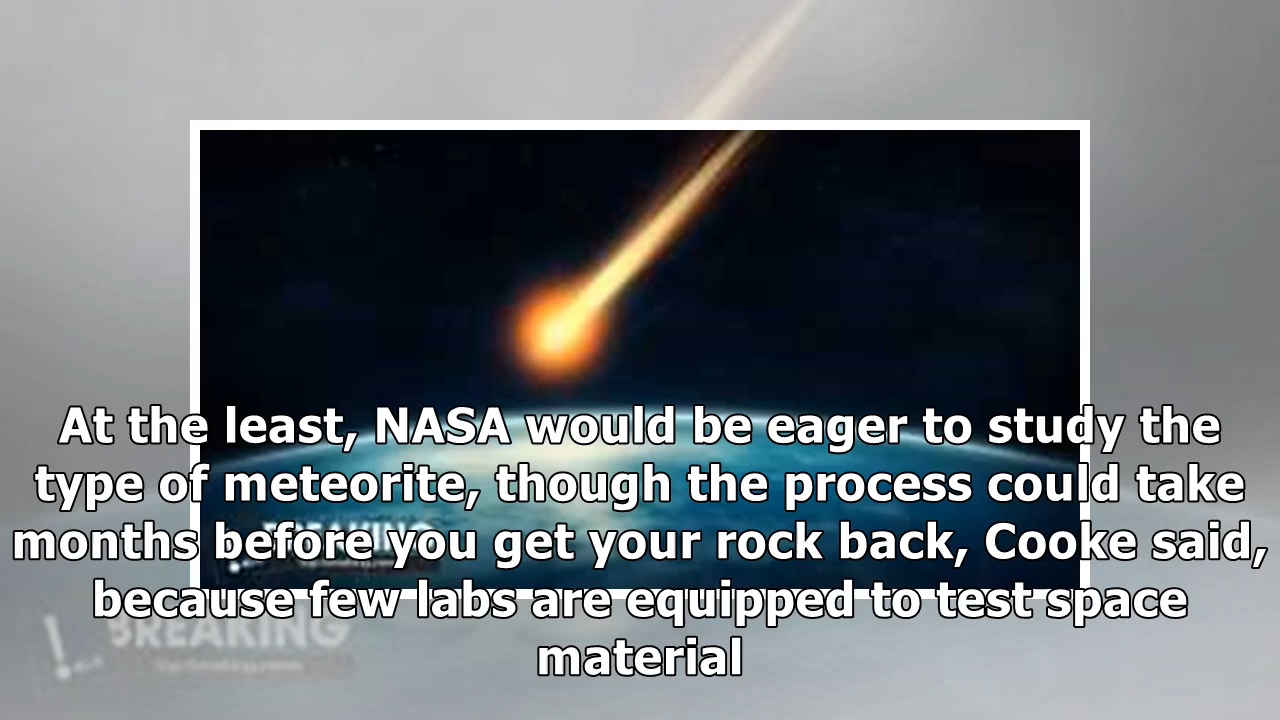 At the least, NASA would be eager to study the
type of meteorite, though the process could take
months before you get your rock back, Cooke said,
because few labs are equipped to test space
material
BREAKING